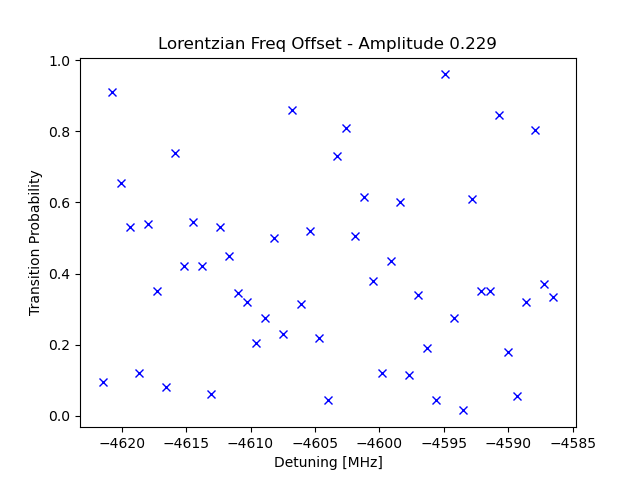 Lorentzian Freq Offset - Amplitude 0.229
Transition Probability
1.0
0.8
0.6
0.4
0.2
0.0
−4620 −4615 −4610 −4605 −4600 −4595 −4590 −4585
Detuning [MHz]